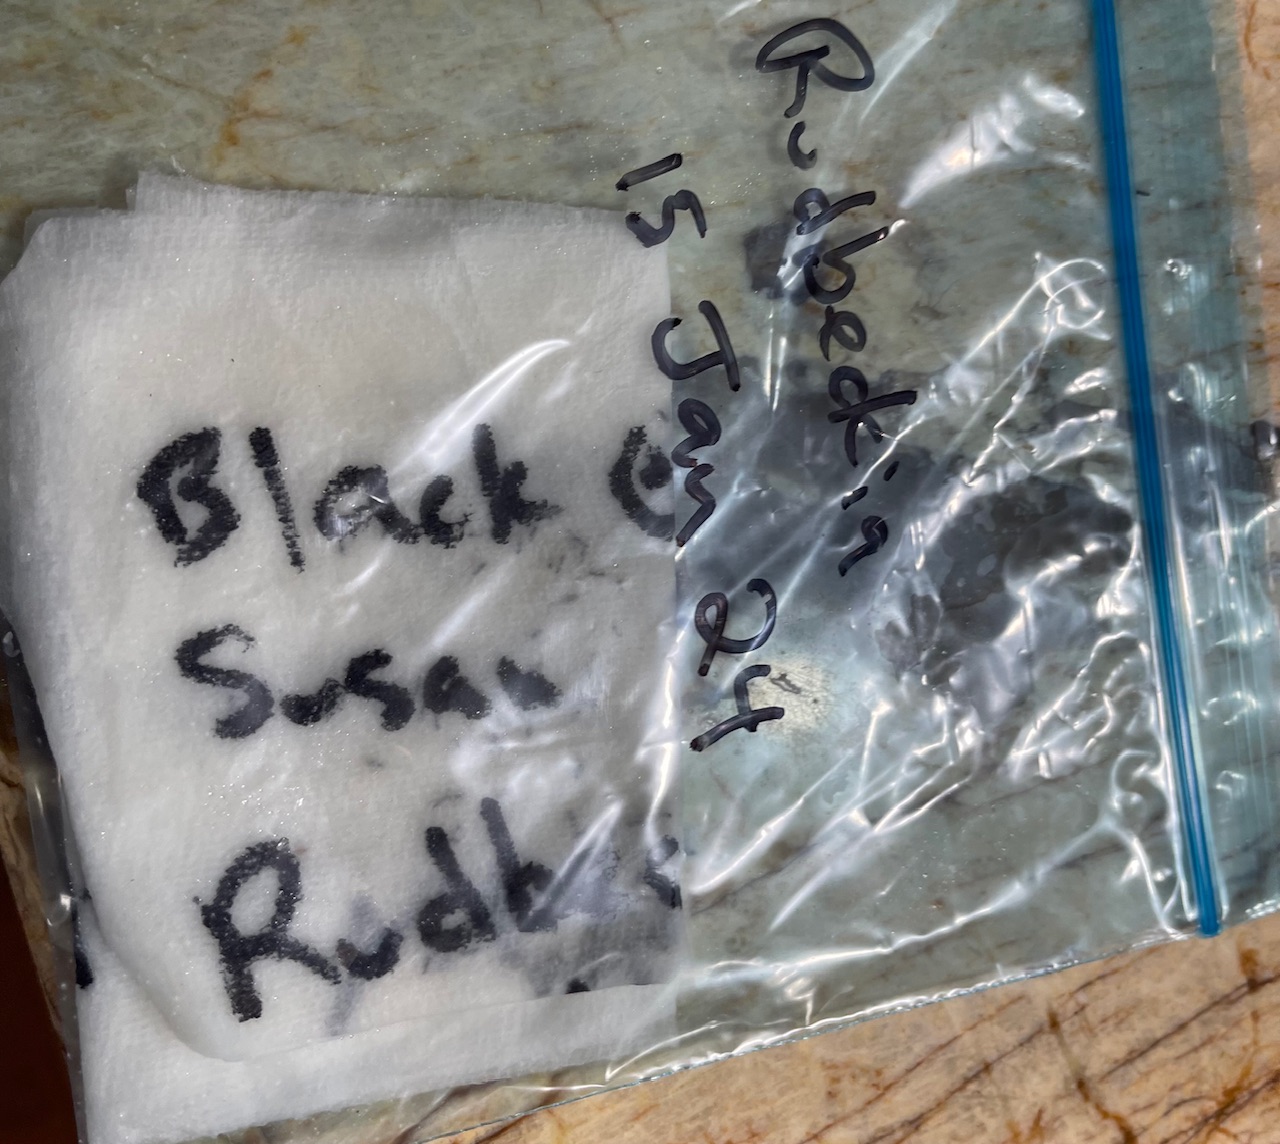 Rudbeckia
15 Jan 24
Black
Susan